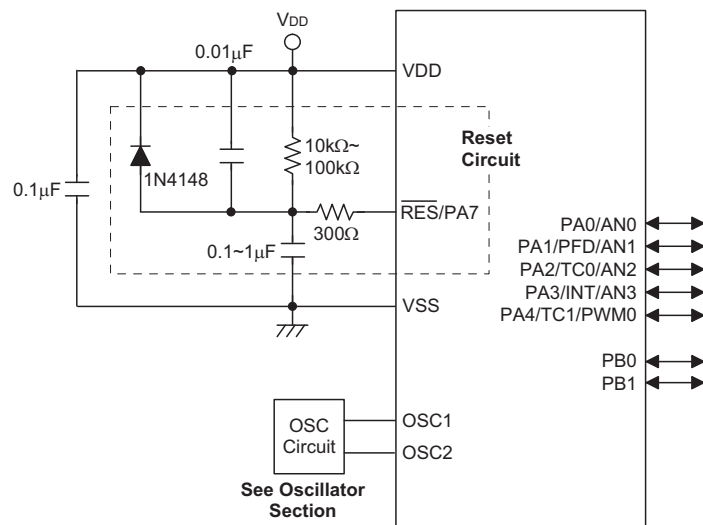 VDD
0.01μF
VDD
Reset
Circuit
10kΩ~
100kΩ
1N4148
0.1μF
RES/PA7
300Ω
0.1~1μF
VSS
PA0/AN0
PA1/PFD/AN1
PA2/TC0/AN2
PA3/INT/AN3
PA4/TC1/PWM0
PB0
PB1
OSC
Circuit
OSC1
OSC2
See Oscillator
Section